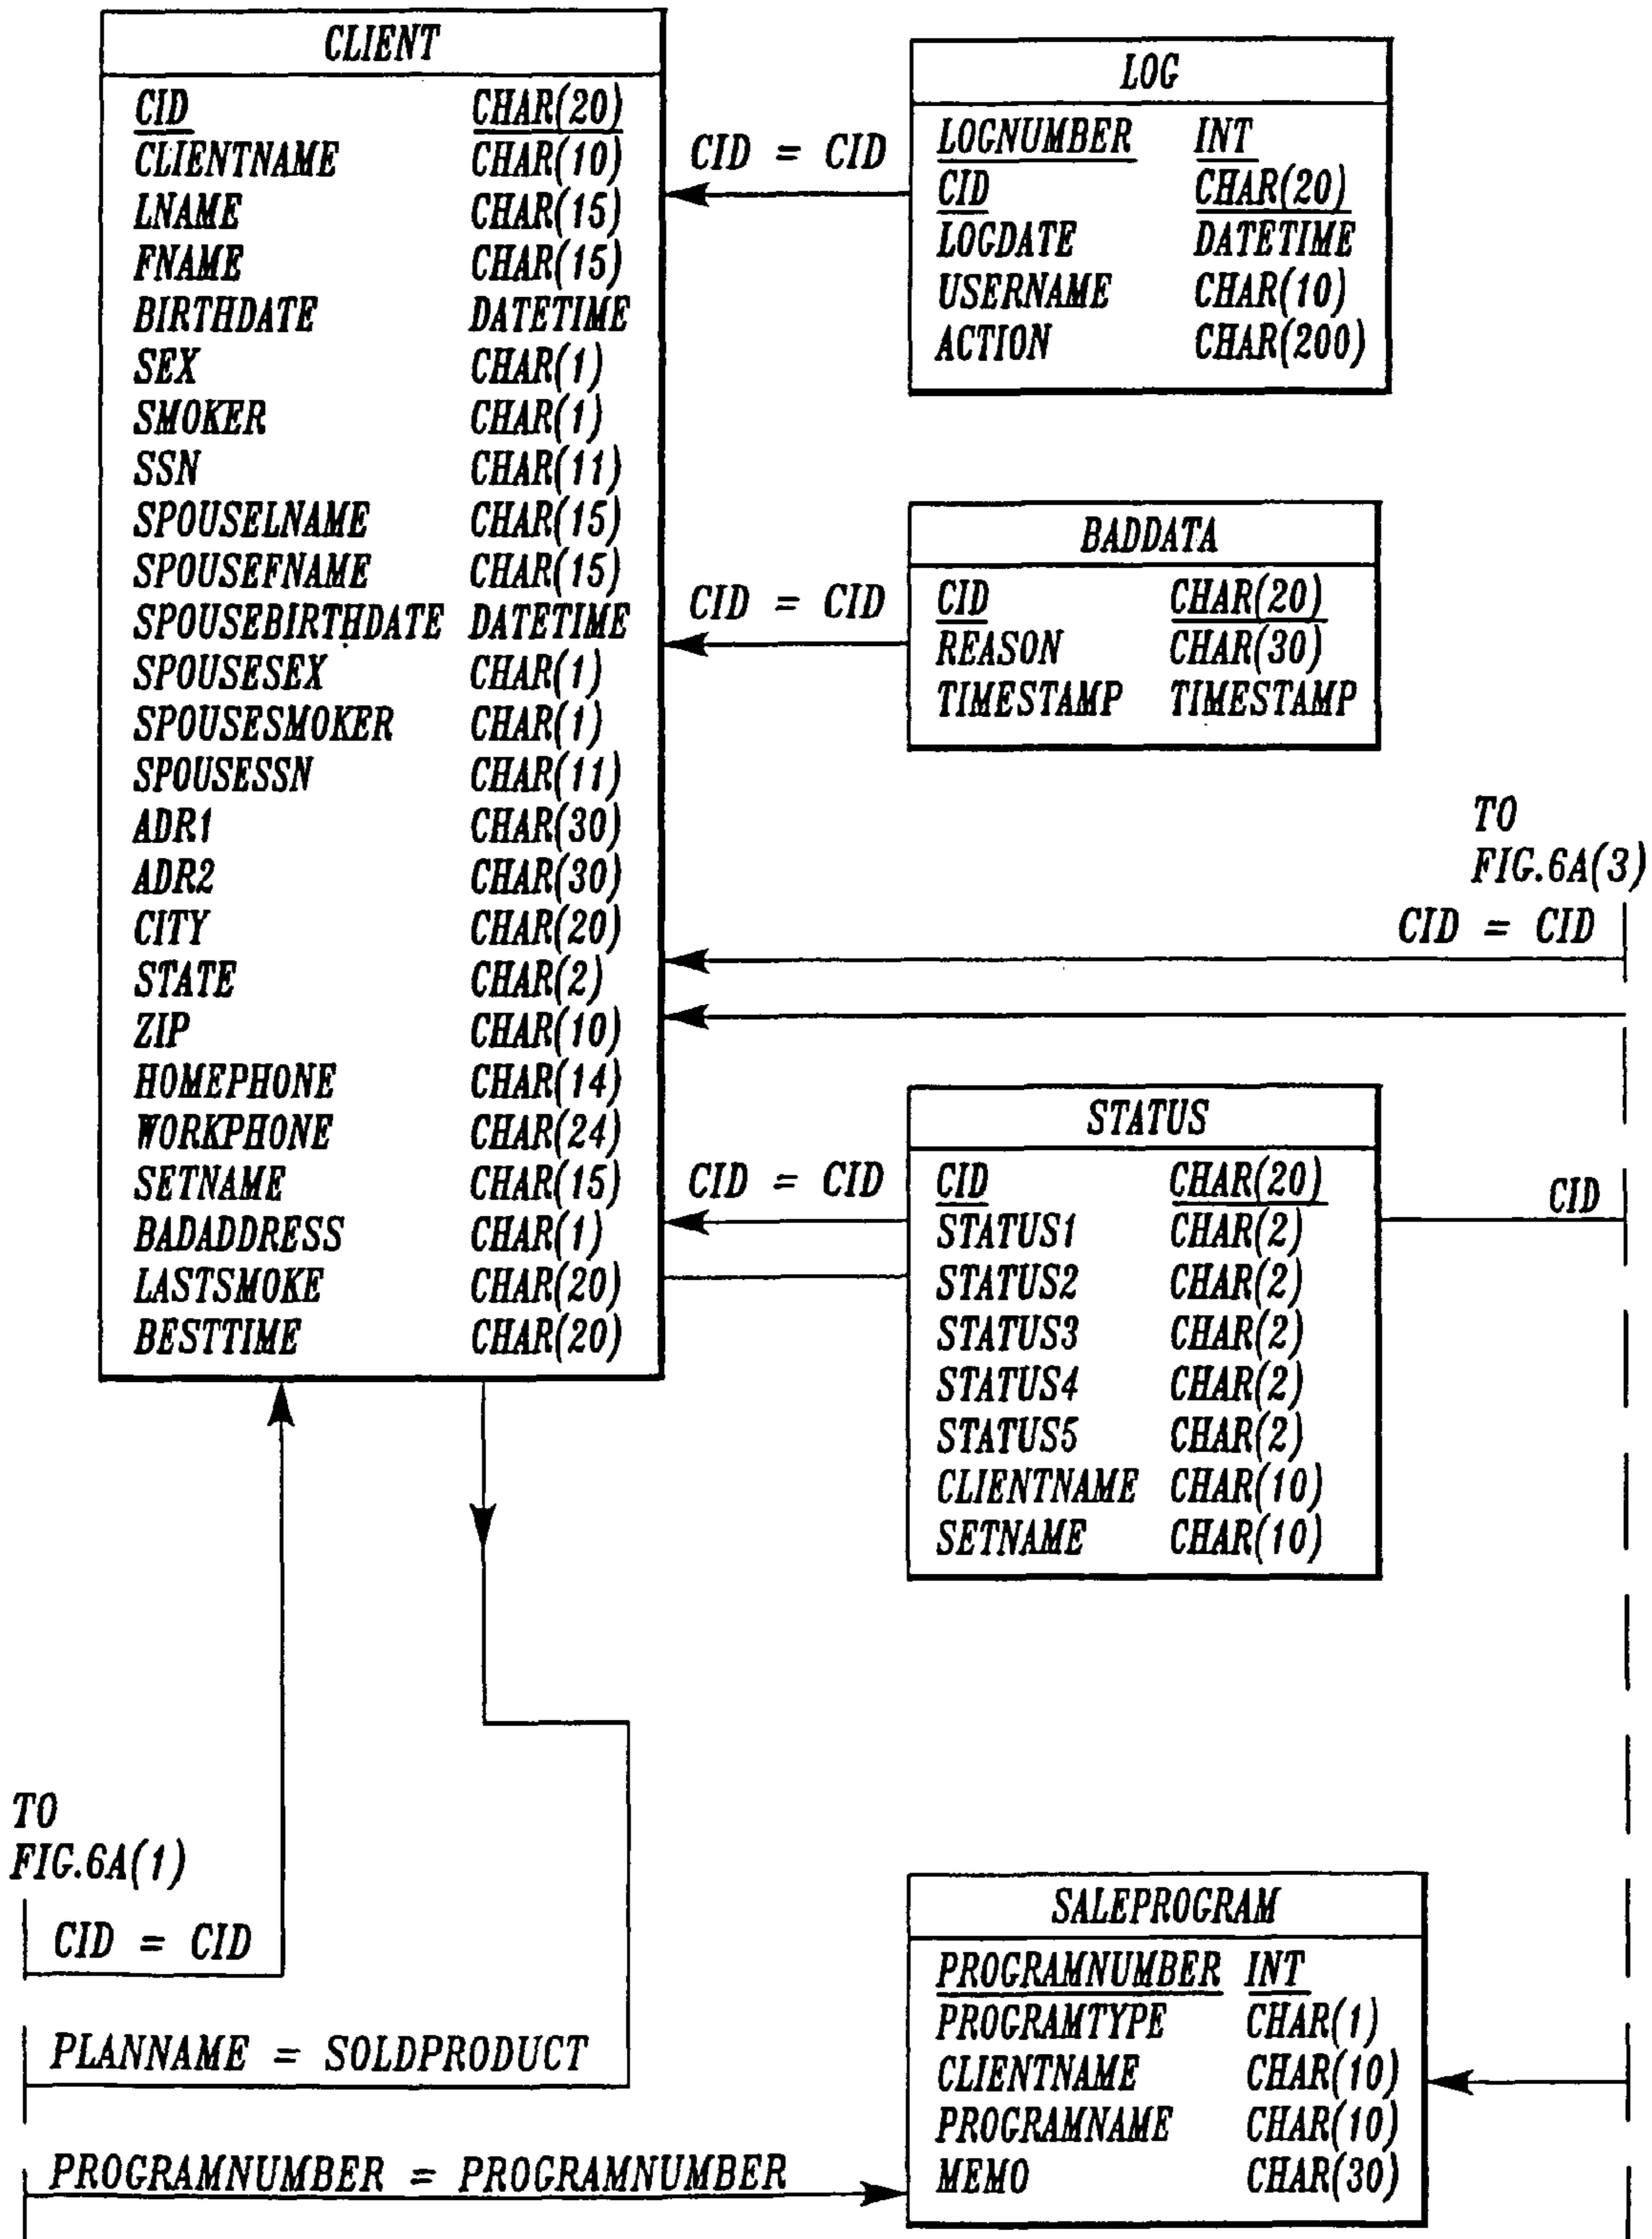 CLIENT
CID CHAR(20)
CLIENTNAME CHAR(10)
LNAME CHAR(15)
FNAME CHAR(15)
BIRTHDATE DATETIME
SEX CHAR(1)
SMOKER CHAR(1)
SSN CHAR(11)
SPOUSELNAME CHAR(15)
SPOUSEFNAME CHAR(15)
SPOUSEBIRTHDATE DATETIME
SPOUSESEX CHAR(1)
SPOUSESMOKER CHAR(1)
SPOUSESSN CHAR(11)
ADR1 CHAR(30)
ADR2 CHAR(30)
CITY CHAR(20)
STATE CHAR(2)
ZIP CHAR(10)
HOMEPHONE CHAR(14)
WORKPHONE CHAR(24)
SETNAME CHAR(15)
BADADDRESS CHAR(1)
LASTSMOKE CHAR(20)
BESTTIME CHAR(20)
CID = CID
LOG
LOGNUMBER INT
CID CHAR(20)
LOGDATE DATETIME
USERNAME CHAR(10)
ACTION CHAR(200)
CID = CID
BADDATA
CID CHAR(20)
REASON CHAR(30)
TIMESTAMP TIMESTAMP
TO
FIG.6A(3)
CID = CID
CID = CID
STATUS
CID CHAR(20)
STATUS1 CHAR(2)
STATUS2 CHAR(2)
STATUS3 CHAR(2)
STATUS4 CHAR(2)
STATUS5 CHAR(2)
CLIENTNAME CHAR(10)
SETNAME CHAR(10)
CID
TO
FIG.6A(1)
CID = CID
PLANNAME = SOLDPRODUCT
PROGRAMNUMBER = PROGRAMNUMBER
SALEPROGRAM
PROGRAMNUMBER INT
PROGRAMTYPE CHAR(1)
CLIENTNAME CHAR(10)
PROGRAMNAME CHAR(10)
MEMO CHAR(30)